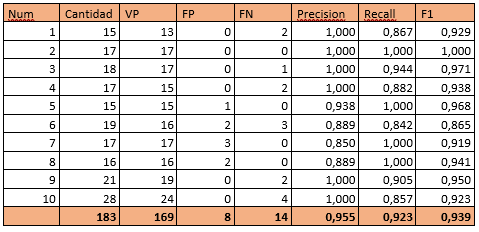 Num Cantidad VP FP FN Precision Recall F1
1 15 13 0 2 1,000 0,867 0,929
2 17 17 0 0 1,000 1,000 1,000
3 18 17 0 1 1,000 0,944 0,971
4 17 15 0 2 1,000 0,882 0,938
5 15 15 1 0 0,938 1,000 0,968
6 19 16 2 3 0,889 0,842 0,865
7 17 17 3 0 0,850 1,000 0,919
8 16 16 2 0 0,889 1,000 0,941
9 21 19 0 2 1,000 0,905 0,950
10 28 24 0 4 1,000 0,857 0,923
183 169 8 14 0,955 0,923 0,939